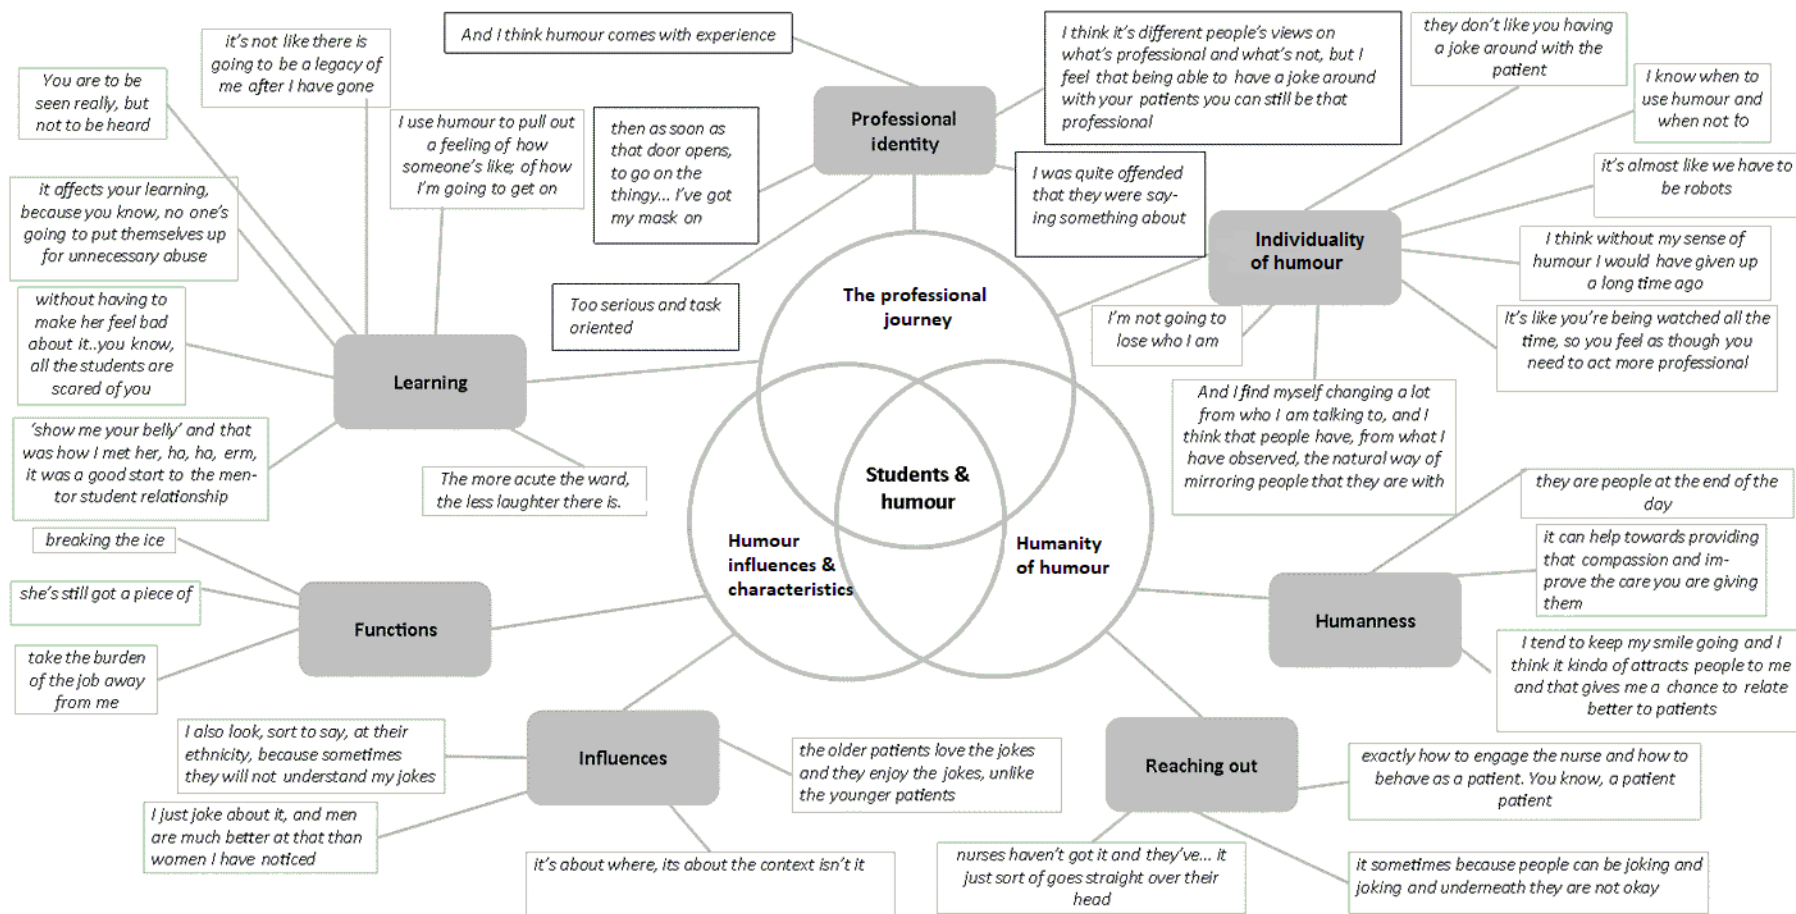 And I think humour comes with experience
I think it's different people's views on
what's professional and what's not, but I
feel that being able to have a joke around
with your patients you can still be that
professional
they don't like you having
a joke around with the
patient
it's not like there is
going to be a legacy of
me after I have gone
You are to be
seen really, but
not to be heard
I know when to
use humour and
when not to
Professional
identity
I use humour to pull out
a feeling of how
someone's like; of how
I'm going to get on
then as soon as
that door opens,
to go on the
thingy... I've got
my mask on
I was quite offended
that they were say-
ing something about
it's almost like we have to
be robots
it affects your learning,
because you know, no one's
going to put themselves up
for unnecessary abuse
Individuality
of humour
I think without my sense of
humour I would have given up
a long time ago
without having to
make her feel bad
about it..you know,
all the students are
scared of you
Too serious and task
oriented
The professional
journey
I'm not going to
lose who I am
It's like you're being watched all the
time, so you feel as though you
need to act more professional
Learning
And I find myself changing a lot
from who I am talking to, and I
think that people have, from what I
have observed, the natural way of
mirroring people that they are with
'show me your belly' and that
was how I met her, ha, ha, erm,
it was a good start to the men-
tor student relationship
The more acute the ward,
the less laughter there is.
Students &
humour
they are people at the end of the
day
breaking the ice
Humour
influences &
characteristics
Humanity
of humour
it can help towards providing
that compassion and im-
prove the care you are giving
them
she's still got a piece of
Functions
Humanness
take the burden
of the job away
from me
I tend to keep my smile going and I
think it kinda of attracts people to me
and that gives me a chance to relate
better to patients
I also look, sort to say, at their
ethnicity, because sometimes
they will not understand my jokes
Influences
the older patients love the jokes
and they enjoy the jokes, unlike
the younger patients
Reaching out
exactly how to engage the nurse and how to
behave as a patient. You know, a patient
patient
I just joke about it, and men
are much better at that than
women I have noticed
it's about where, its about the context isn't it
nurses haven't got it and they've... it
just sort of goes straight over their
head
it sometimes because people can be joking and
joking and underneath they are not okay